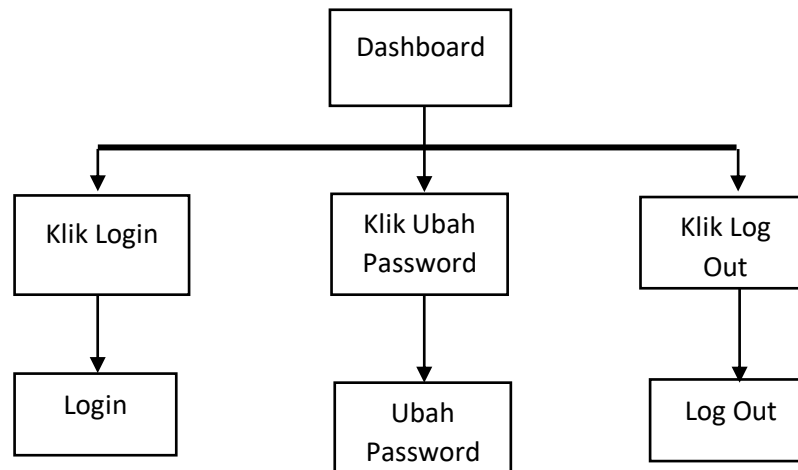 Dashboard
Klik Login
Klik Ubah
Password
Klik Log
Out
Login
Ubah
Password
Log Out